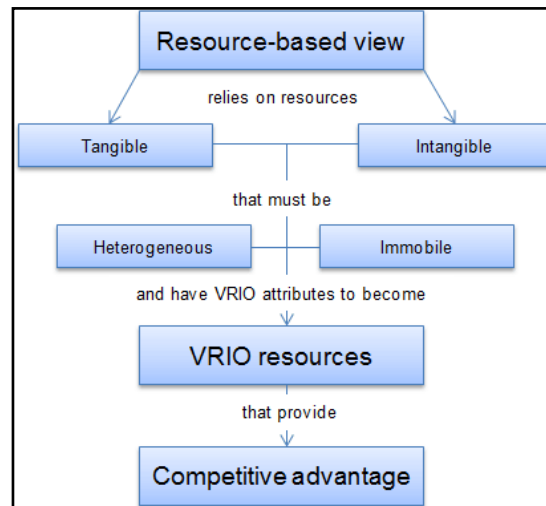 Resource-based view
relies on resources
Tangible
Intangible
that must be
Heterogeneous
Immobile
and have VRIO attributes to become
VRIO resources
that provide
Competitive advantage